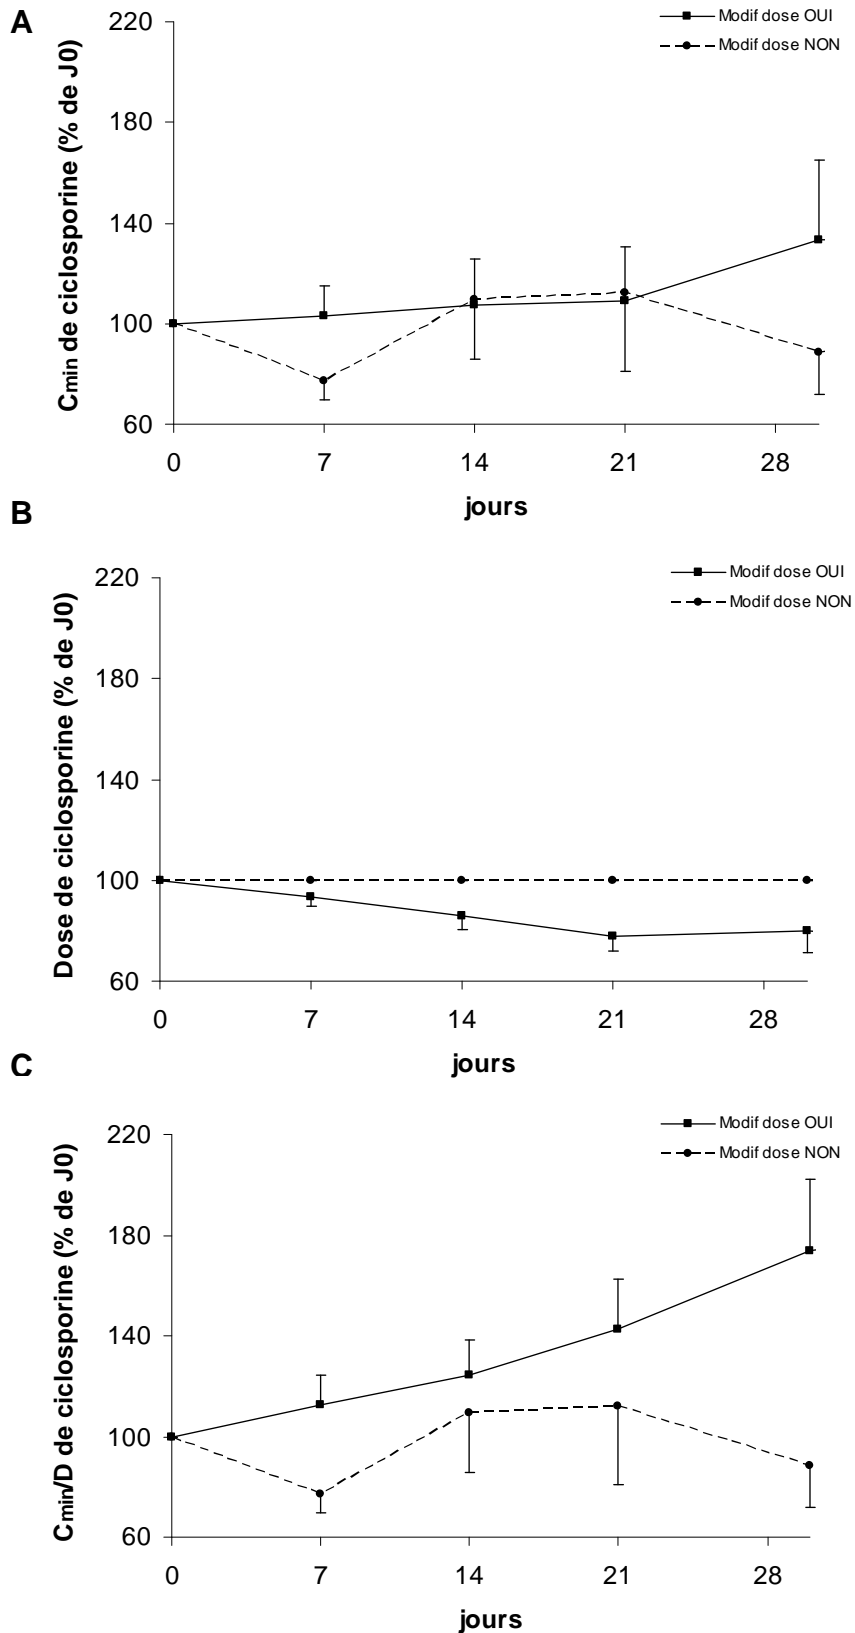 A
Cmin de ciclosporine (% de J0)
220
180
140
100
60
0 7 14 21 28
jours
Modif dose OUI
Modif dose NON
B
Dose de ciclosporine (% de J0)
220
180
140
100
60
0 7 14 21 28
jours
Modif dose OUI
Modif dose NON
C
Cmin/D de ciclosporine (% de J0)
220
180
140
100
60
0 7 14 21 28
jours
Modif dose OUI
Modif dose NON